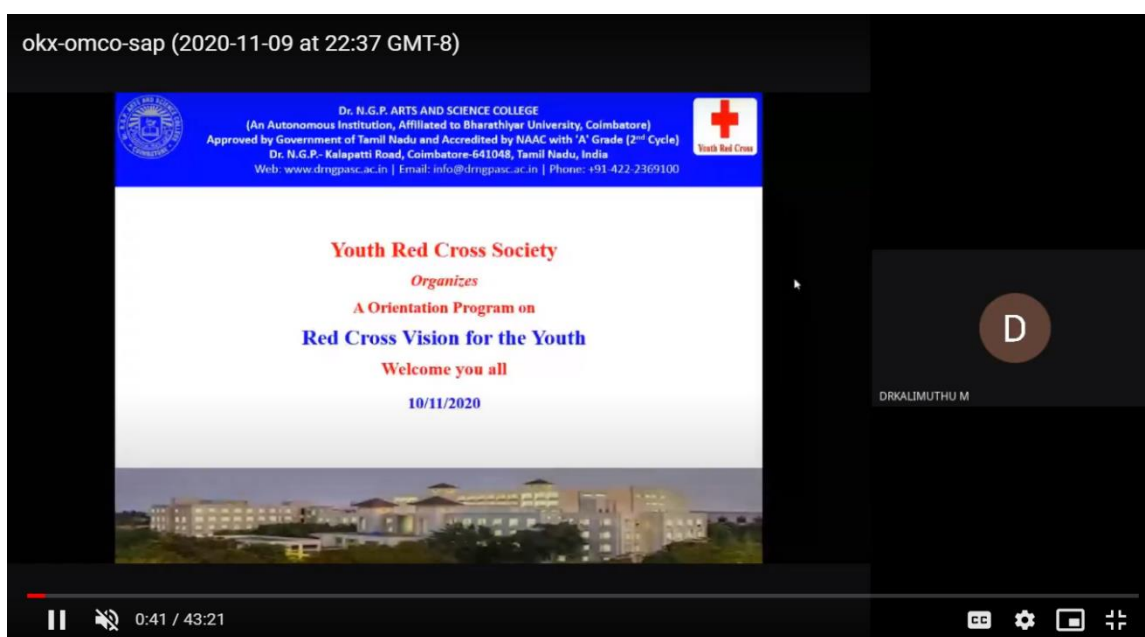 okx-omco-sap (2020-11-09 at 22:37 GMT-8)
Dr. N.G.P. ARTS AND SCIENCE COLLEGE
(An Autonomous Institution, Affiliated to Bharathiyar University, Coimbatore)
Approved by Government of Tamil Nadu and Accredited by NAAC with 'A' Grade (2nd Cycle)
Dr. N.G.P.- Kalapatti Road, Coimbatore-641048, Tamil Nadu, India
Web: www.drngpasc.ac.in | Email: info@drngpasc.ac.in | Phone: +91-422-2369100
Youth Red Cross
Youth Red Cross Society
Organizes
A Orientation Program on
Red Cross Vision for the Youth
Welcome you all
10/11/2020
D
DRKALIMUTHU M
0:41 / 43:21
CC